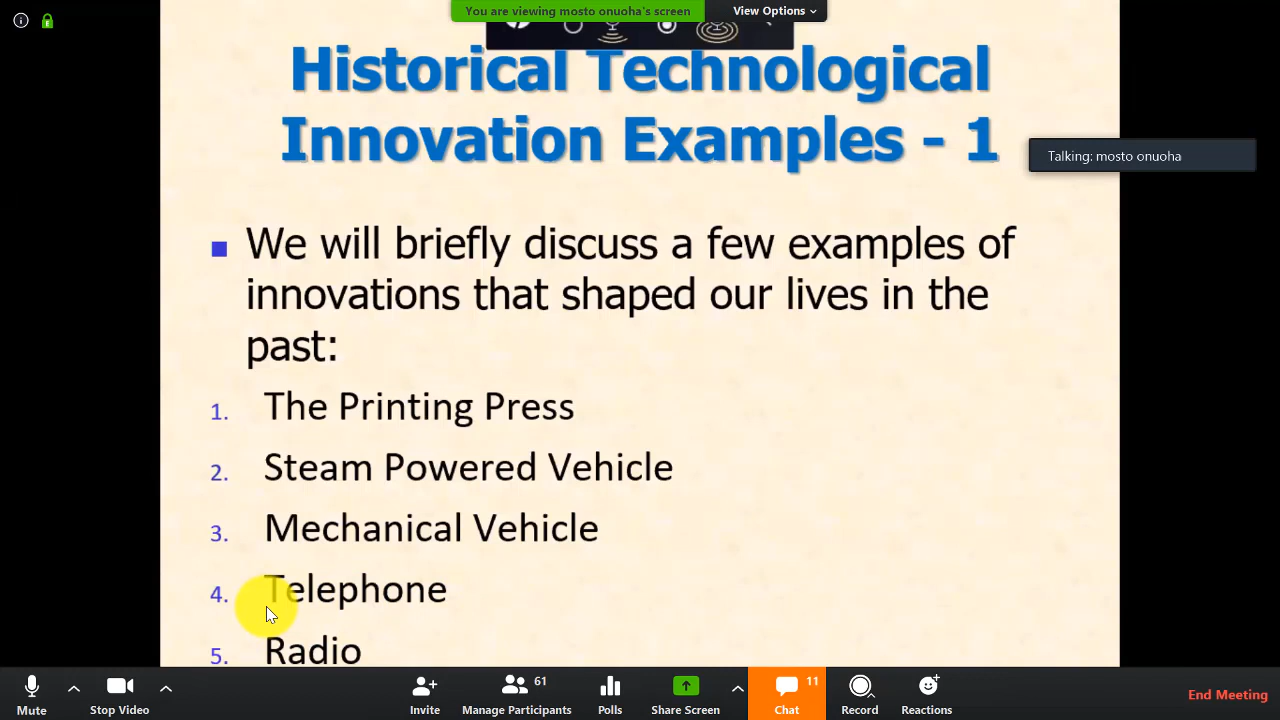 You are viewing mosto onuoha's screen
View Options
Historical Technological
Innovation Examples - 1
Talking: mosto onuoha
We will briefly discuss a few examples of
innovations that shaped our lives in the
past:
1. The Printing Press
2. Steam Powered Vehicle
3. Mechanical Vehicle
4. Telephone
5. Radio
Mute
Stop Video
Invite
61
Manage Participants
Polls
Share Screen
11
Chat
Record
Reactions
End Meeting